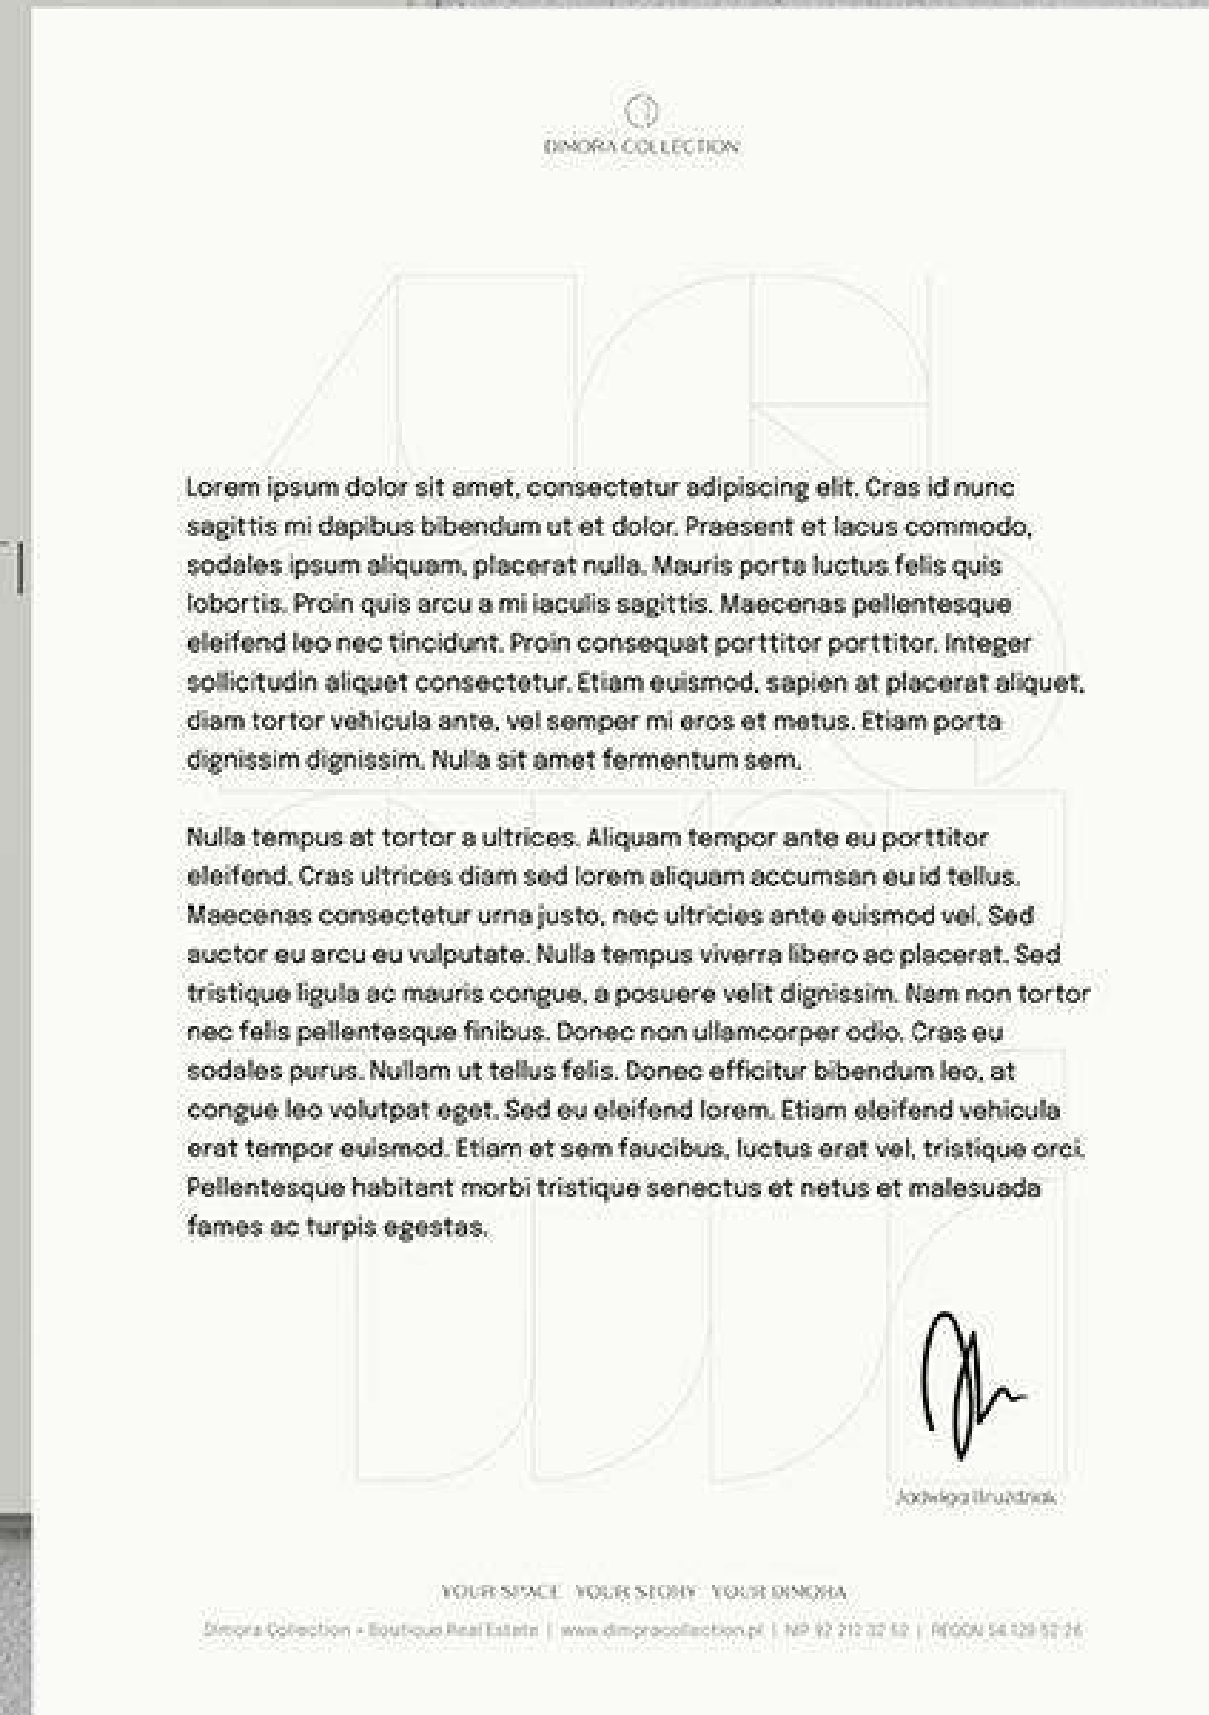 DIMORA COLLECTION
Lorem ipsum dolor sit amet, consectetur adipiscing elit. Cras id nunc
sagittis mi dapibus bibendum ut et dolor. Praesent et lacus commodo,
sodales ipsum aliquam, placerat nulla. Mauris porta luctus felis quis
lobortis. Proin quis arcu a mi iaculis sagittis. Maecenas pellentesque
eleifend leo nec tincidunt. Proin consequat porttitor porttitor. Integer
sollicitudin aliquet consectetur. Etiam euismod, sapien at placerat aliquet,
diam tortor vehicula ante, vel semper mi eros et metus. Etiam porta
dignissim dignissim. Nulla sit amet fermentum sem.
Nulla tempus at tortor a ultrices. Aliquam tempor ante eu porttitor
eleifend. Cras ultrices diam sed lorem aliquam accumsan eu id tellus.
Maecenas consectetur urna justo, nec ultricies ante euismod vel. Sed
auctor eu arcu eu vulputate. Nulla tempus viverra libero ac placerat. Sed
tristique ligula ac mauris congue, a posuere velit dignissim. Nam non tortor
nec felis pellentesque finibus. Donec non ullamcorper odio. Cras eu
sodales purus. Nullam ut tellus felis. Donec efficitur bibendum leo, at
congue leo volutpat eget. Sed eu eleifend lorem. Etiam eleifend vehicula
erat tempor euismod. Etiam et sem faucibus, luctus erat vel, tristique orci.
Pellentesque habitant morbi tristique senectus et netus et malesuada
fames ac turpis egestas.
Jadwiga
YOUR SPACE YOUR STORY YOUR DIMORA
Dimora Collection - Boutique Real Estate | www.dimoracollection.pl | NIP | REGON